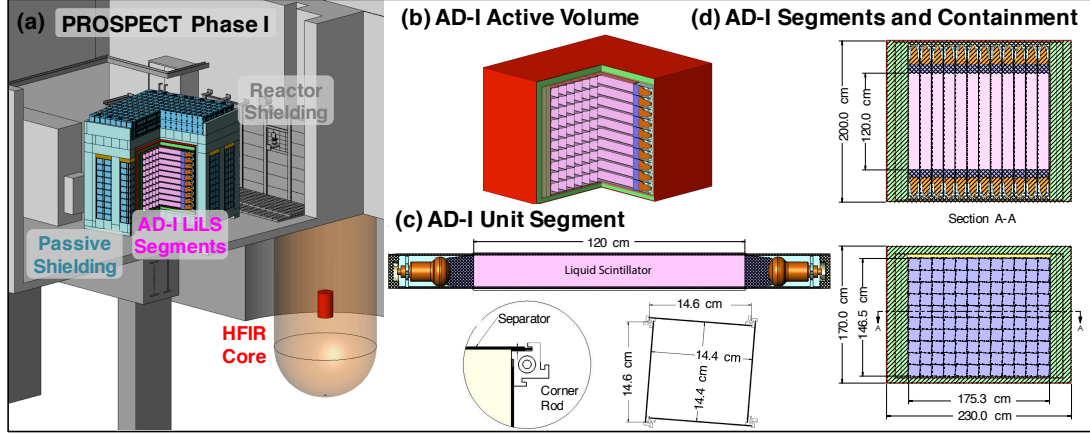 (a) PROSPECT Phase I
Reactor
Shielding
AD-I LiLS
Segments
Passive
Shielding
HFIR
Core
(b) AD-I Active Volume
(c) AD-I Unit Segment
120 cm
Liquid Scintillator
Separator
Corner
Rod
14.6 cm
14.6 cm
14.4 cm
14.4 cm
(d) AD-I Segments and Containment
200.0 cm
120.0 cm
Section A-A
170.0 cm
146.5 cm
A
A
175.3 cm
230.0 cm